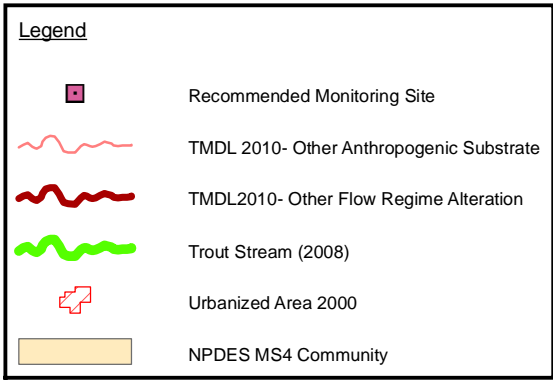 Legend
Recommended Monitoring Site
TMDL 2010- Other Anthropogenic Substrate
TMDL2010- Other Flow Regime Alteration
Trout Stream (2008)
Urbanized Area 2000
NPDES MS4 Community